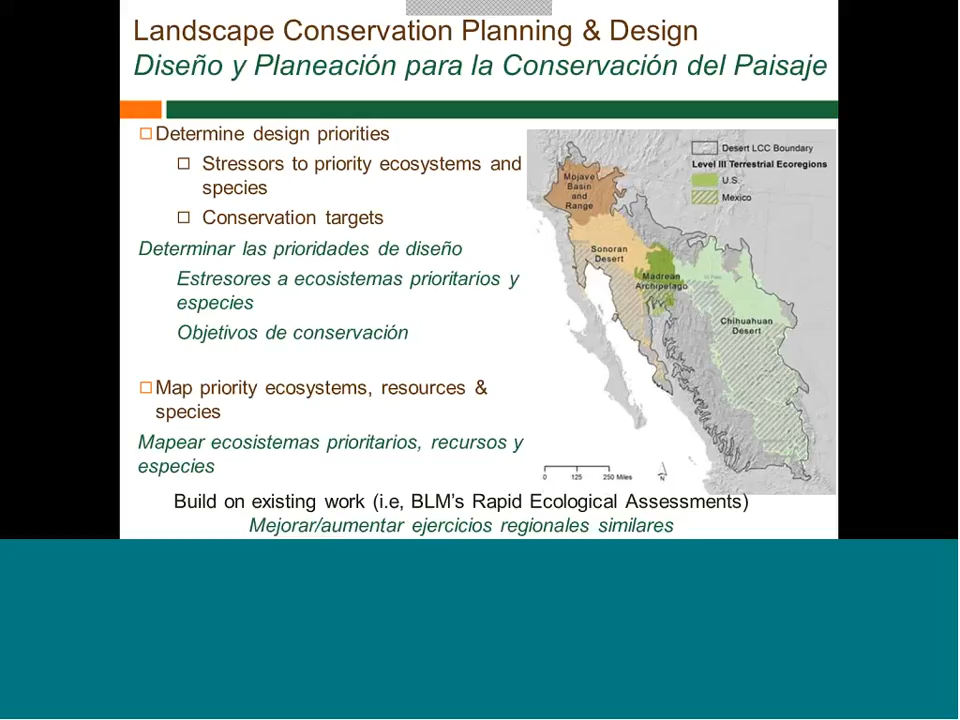 Landscape Conservation Planning & Design
Diseño y Planeación para la Conservación del Paisaje
Determine design priorities
Stressors to priority ecosystems and
species
Conservation targets
Determinar las prioridades de diseño
Estresores a ecosistemas prioritarios y
especies
Objetivos de conservación
Map priority ecosystems, resources &
species
Mapear ecosistemas prioritarios, recursos y
especies
Build on existing work (i.e, BLM's Rapid Ecological Assessments)
Mejorar/aumentar ejercicios regionales similares
Desert LCC Boundary
Level III Terrestrial Ecoregions
U.S.
Mexico
Mojave
Basin
and
Range
Sonoran
Desert
Madrean
Archipelago
Chihuahuan
Desert
0 125 250 Miles
N